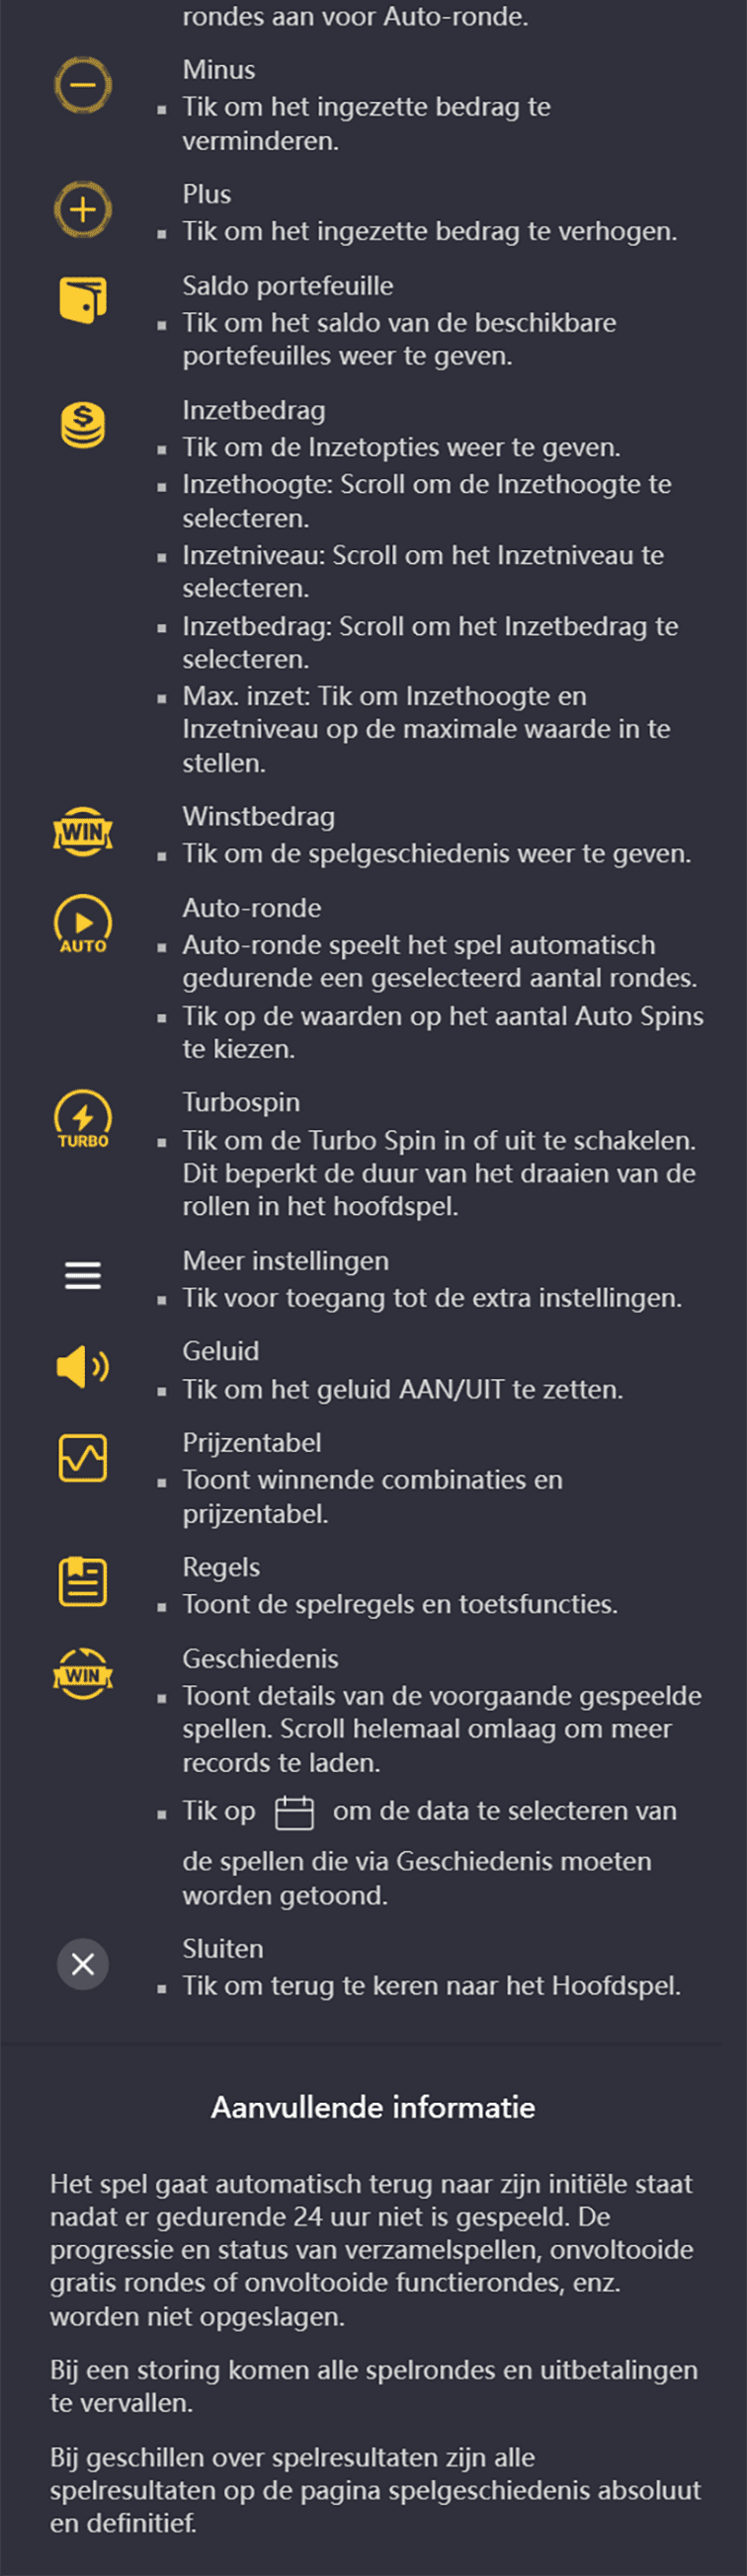 rondes aan voor Auto-ronde.
Minus
▪ Tik om het ingezette bedrag te
verminderen.
Plus
▪ Tik om het ingezette bedrag te verhogen.
Saldo portefeuille
▪ Tik om het saldo van de beschikbare
portefeuilles weer te geven.
$
Inzetbedrag
▪ Tik om de Inzetopties weer te geven.
▪ Inzethoogte: Scroll om de Inzethoogte te
selecteren.
▪ Inzetniveau: Scroll om het Inzetniveau te
selecteren.
▪ Inzetbedrag: Scroll om het Inzetbedrag te
selecteren.
▪ Max. inzet: Tik om Inzethoogte en
Inzetniveau op de maximale waarde in te
stellen.
WIN
Winstbedrag
▪ Tik om de spelgeschiedenis weer te geven.
AUTO
Auto-ronde
▪ Auto-ronde speelt het spel automatisch
gedurende een geselecteerd aantal rondes.
▪ Tik op de waarden op het aantal Auto Spins
te kiezen.
TURBO
Turbospin
▪ Tik om de Turbo Spin in of uit te schakelen.
Dit beperkt de duur van het draaien van de
rollen in het hoofdspel.
Meer instellingen
▪ Tik voor toegang tot de extra instellingen.
Geluid
▪ Tik om het geluid AAN/UIT te zetten.
Prijzentabel
▪ Toont winnende combinaties en
prijzentabel.
Regels
▪ Toont de spelregels en toetsfuncties.
WIN
Geschiedenis
▪ Toont details van de voorgaande gespeelde
spellen. Scroll helemaal omlaag om meer
records te laden.
▪ Tik op om de data te selecteren van
de spellen die via Geschiedenis moeten
worden getoond.
Sluiten
▪ Tik om terug te keren naar het Hoofdspel.
Aanvullende informatie
Het spel gaat automatisch terug naar zijn initiële staat
nadat er gedurende 24 uur niet is gespeeld. De
progressie en status van verzamelspellen, onvoltooide
gratis rondes of onvoltooide functierondes, enz.
worden niet opgeslagen.
Bij een storing komen alle spelrondes en uitbetalingen
te vervallen.
Bij geschillen over spelresultaten zijn alle
spelresultaten op de pagina spelgeschiedenis absoluut
en definitief.